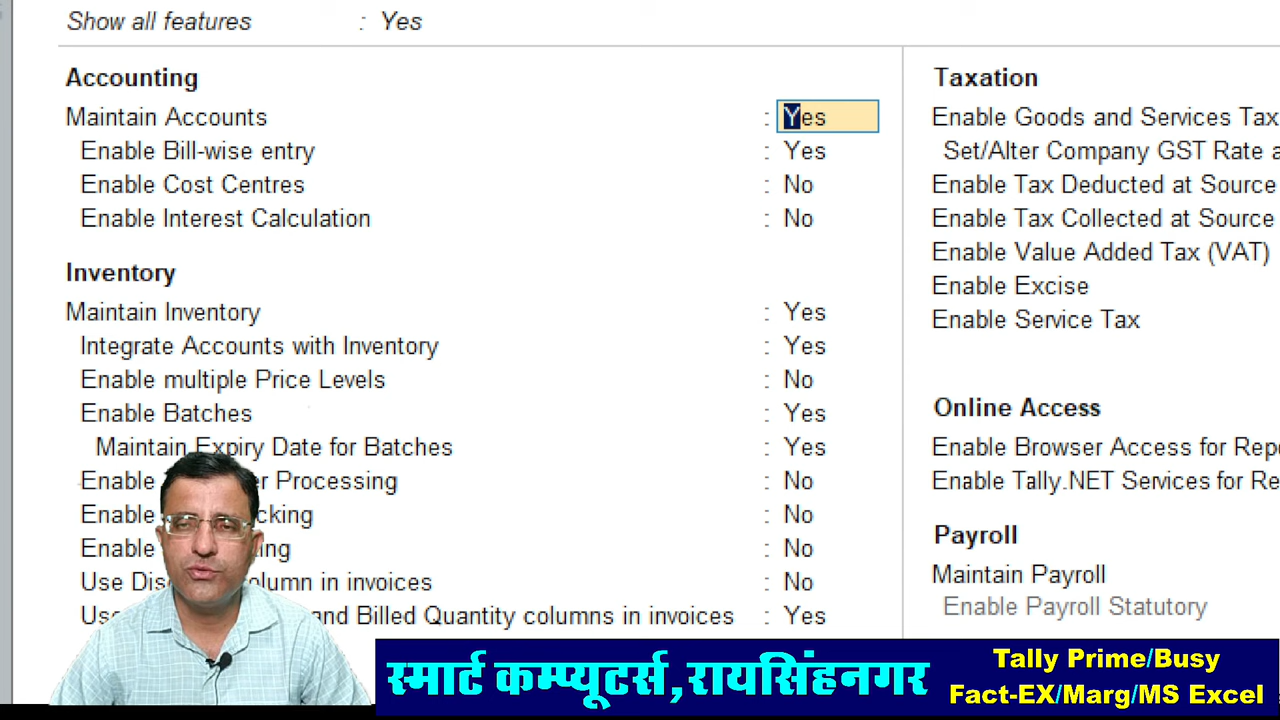 Show all features : Yes
Accounting
Maintain Accounts : Yes
Enable Bill-wise entry : Yes
Enable Cost Centres : No
Enable Interest Calculation : No
Inventory
Maintain Inventory : Yes
Integrate Accounts with Inventory : Yes
Enable multiple Price Levels : No
Enable Batches : Yes
Maintain Expiry Date for Batches : Yes
Enable Processing : No
Enable : No
Enable : No
Use column in invoices : No
and Billed Quantity columns in invoices : Yes
Taxation
Enable Goods and Services Tax
Set/Alter Company GST Rate
Enable Tax Deducted at Source
Enable Tax Collected at Source
Enable Value Added Tax (VAT)
Enable Excise
Enable Service Tax
Online Access
Enable Browser Access for
Enable Tally.NET Services for
Payroll
Maintain Payroll
Enable Payroll Statutory
स्मार्ट कम्प्यूटर्स,रायसिंहनगर
Tally Prime/Busy
Fact-EX/Marg/MS Excel